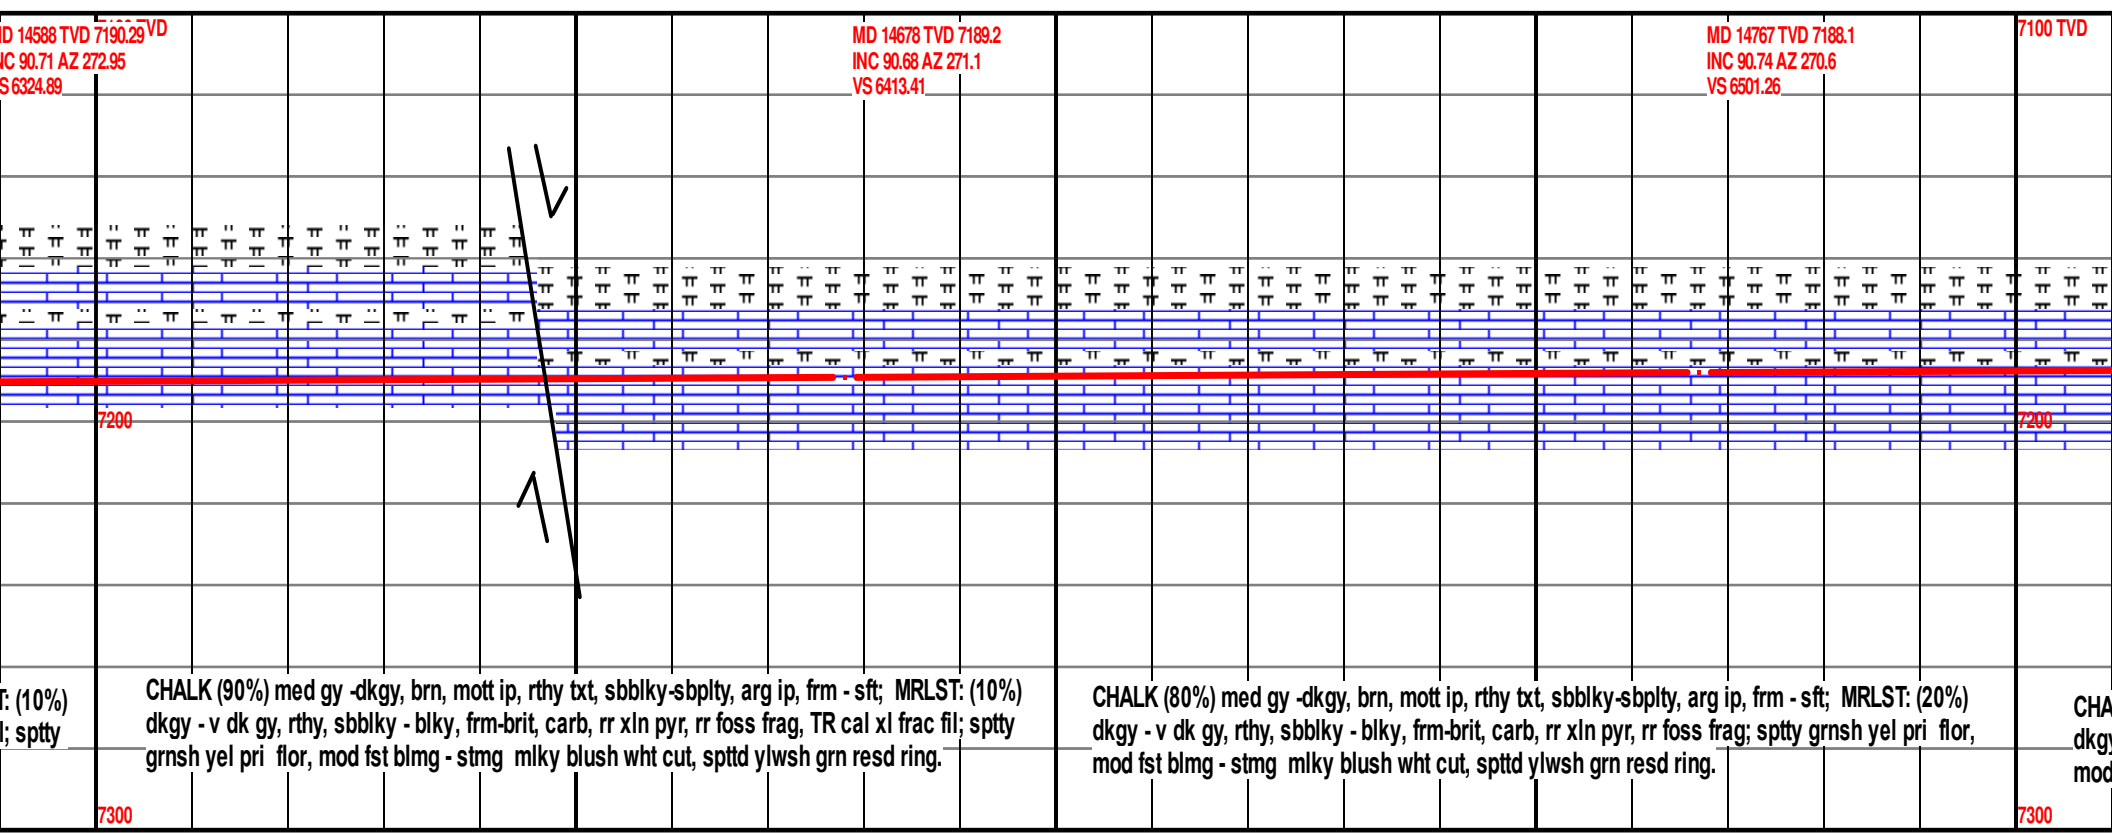 D 14588 TVD 7190.29
NC 90.71 AZ 272.95
S 6324.89
VD
MD 14678 TVD 7189.2
INC 90.68 AZ 271.1
VS 6413.41
MD 14767 TVD 7188.1
INC 90.74 AZ 270.6
VS 6501.26
7100 TVD
7200
7200
T: (10%)
l; sptty
CHALK (90%) med gy -dkgy, brn, mott ip, rthy txt, sbblky-sbplty, arg ip, frm - sft; MRLST: (10%)
dkgy - v dk gy, rthy, sbblky - blky, frm-brit, carb, rr xln pyr, rr foss frag, TR cal xl frac fil; sptty
grnsh yel pri flor, mod fst blmg - stmg mlky blush wht cut, spttd ylwsh grn resd ring.
CHALK (80%) med gy -dkgy, brn, mott ip, rthy txt, sbblky-sbplty, arg ip, frm - sft; MRLST: (20%)
dkgy - v dk gy, rthy, sbblky - blky, frm-brit, carb, rr xln pyr, rr foss frag; sptty grnsh yel pri flor,
mod fst blmg - stmg mlky blush wht cut, spttd ylwsh grn resd ring.
CHA
dkgy
mod
7300
7300